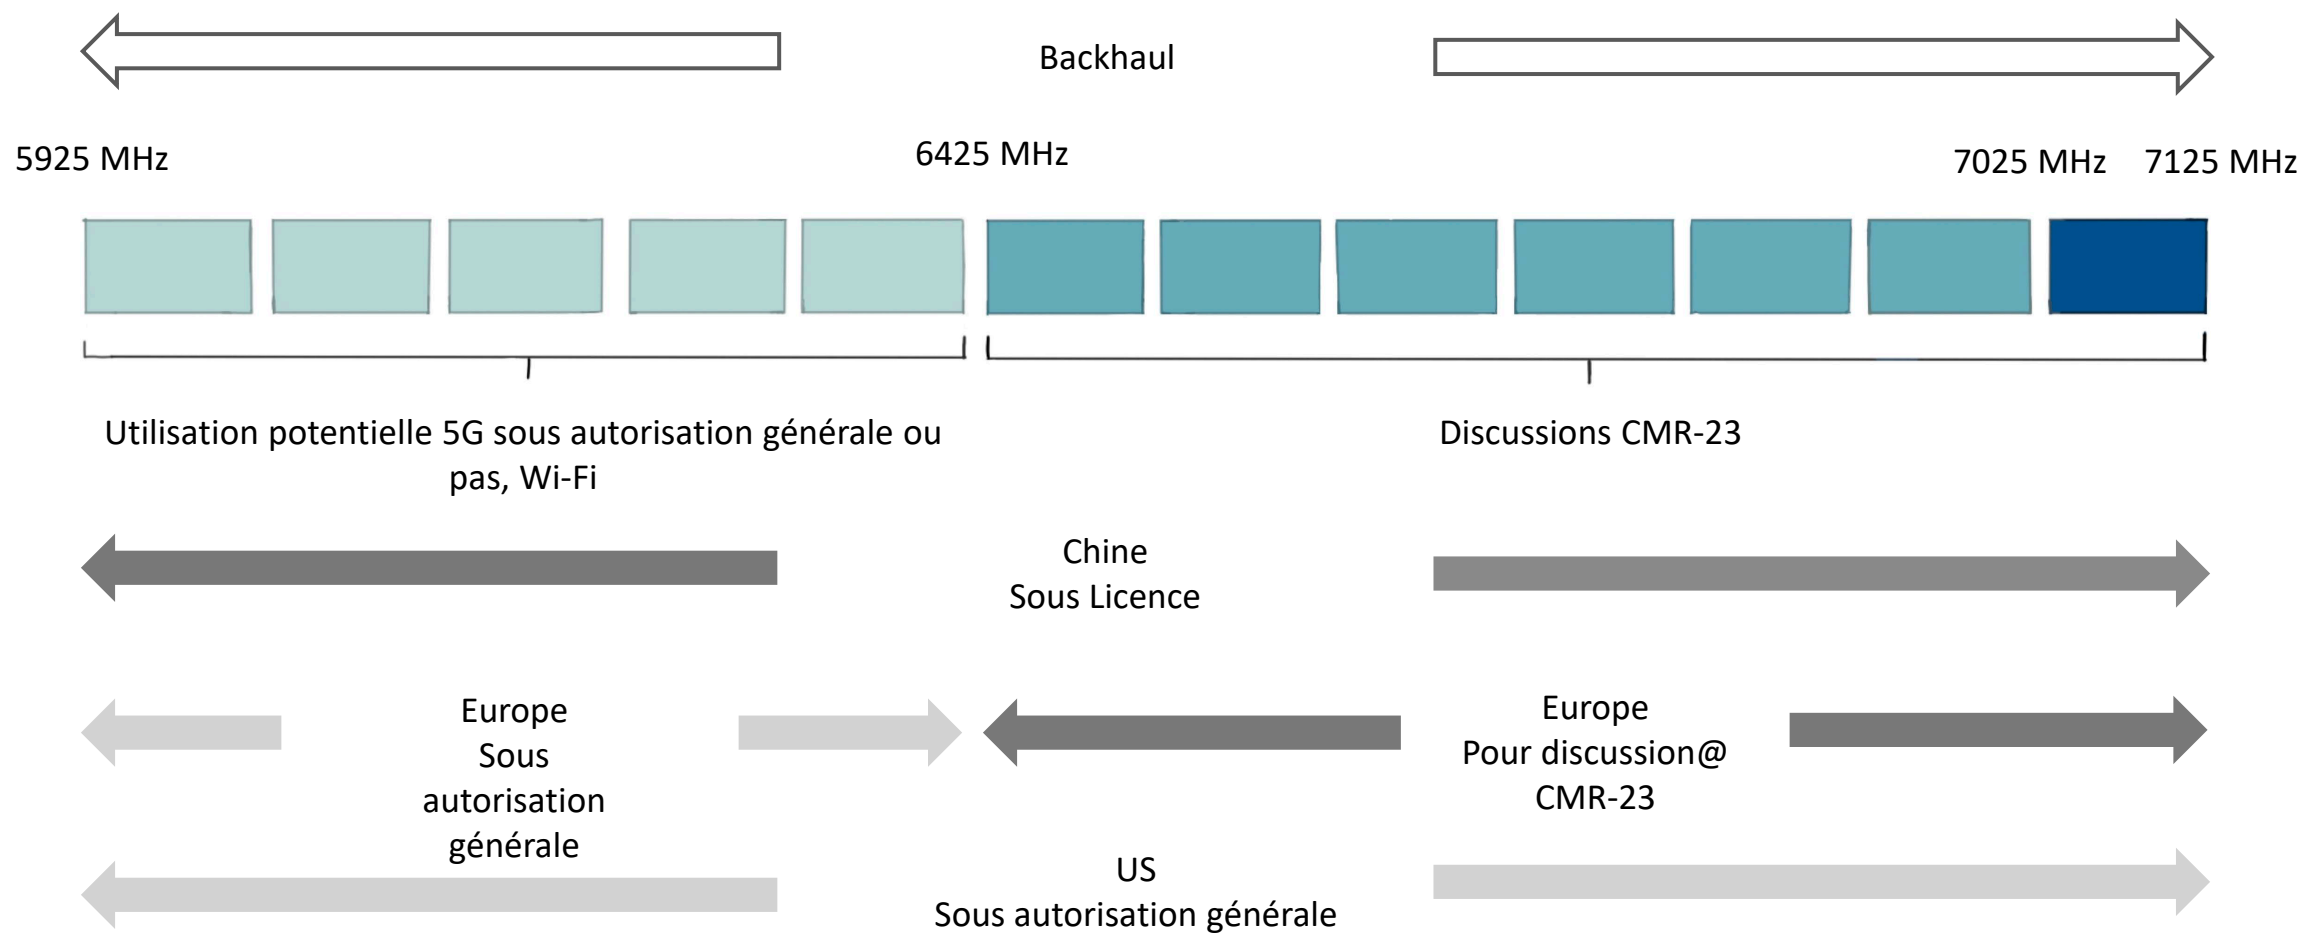 Backhaul
5925 MHz
6425 MHz
7025 MHz
7125 MHz
Utilisation potentielle 5G sous autorisation générale ou
pas, Wi-Fi
Discussions CMR-23
Chine
Sous Licence
Europe
Sous
autorisation
générale
Europe
Pour discussion@
CMR-23
US
Sous autorisation générale